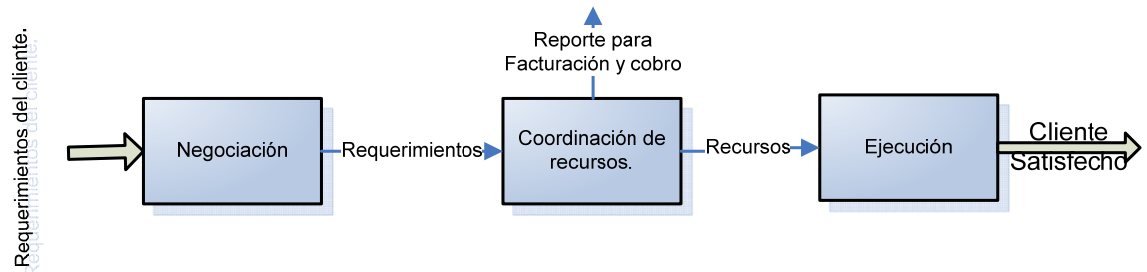 Requerimientos del cliente.
Negociación
Requerimientos
Reporte para
Facturación y cobro
Coordinación de
recursos.
Recursos
Ejecución
Cliente
Satisfecho